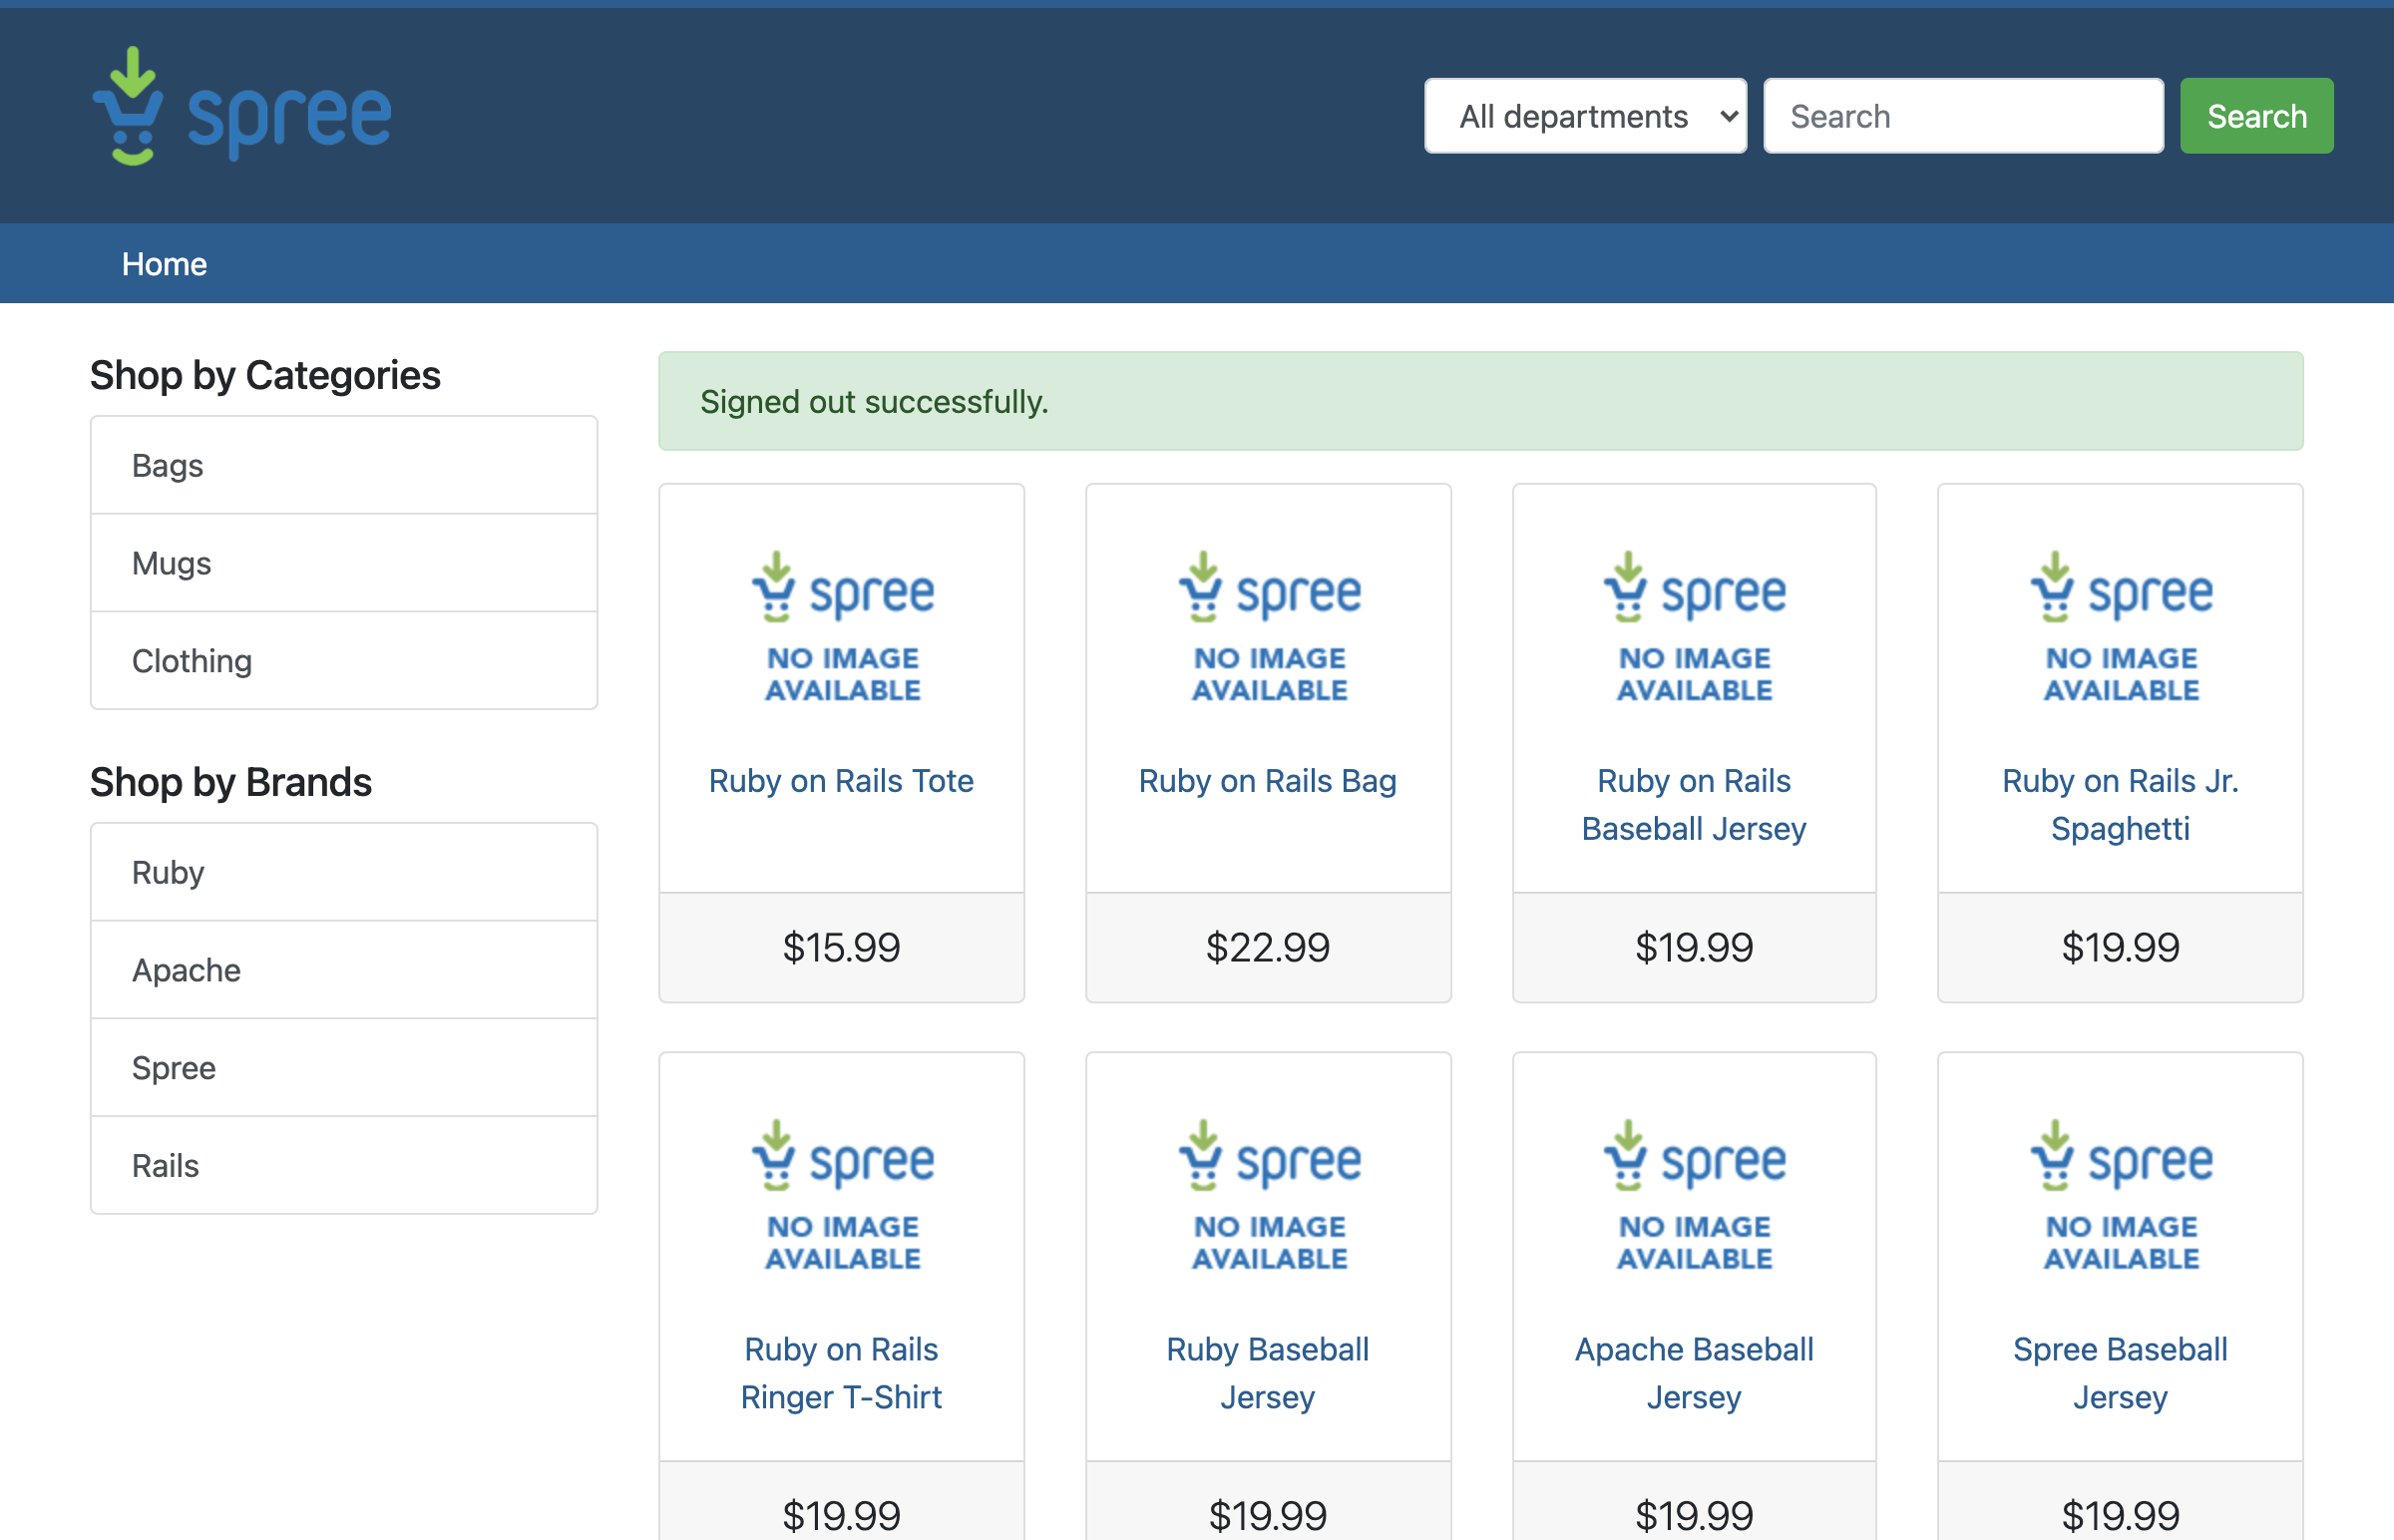 spree
All departments
Search
Search
Home
Shop by Categories
Bags
Mugs
Clothing
Shop by Brands
Ruby
Apache
Spree
Rails
Signed out successfully.
spree
NO IMAGE
AVAILABLE
Ruby on Rails Tote
$15.99
spree
NO IMAGE
AVAILABLE
Ruby on Rails Bag
$22.99
spree
NO IMAGE
AVAILABLE
Ruby on Rails
Baseball Jersey
$19.99
spree
NO IMAGE
AVAILABLE
Ruby on Rails Jr.
Spaghetti
$19.99
spree
NO IMAGE
AVAILABLE
Ruby on Rails
Ringer T-Shirt
$19.99
spree
NO IMAGE
AVAILABLE
Ruby Baseball
Jersey
$19.99
spree
NO IMAGE
AVAILABLE
Apache Baseball
Jersey
$19.99
spree
NO IMAGE
AVAILABLE
Spree Baseball
Jersey
$19.99